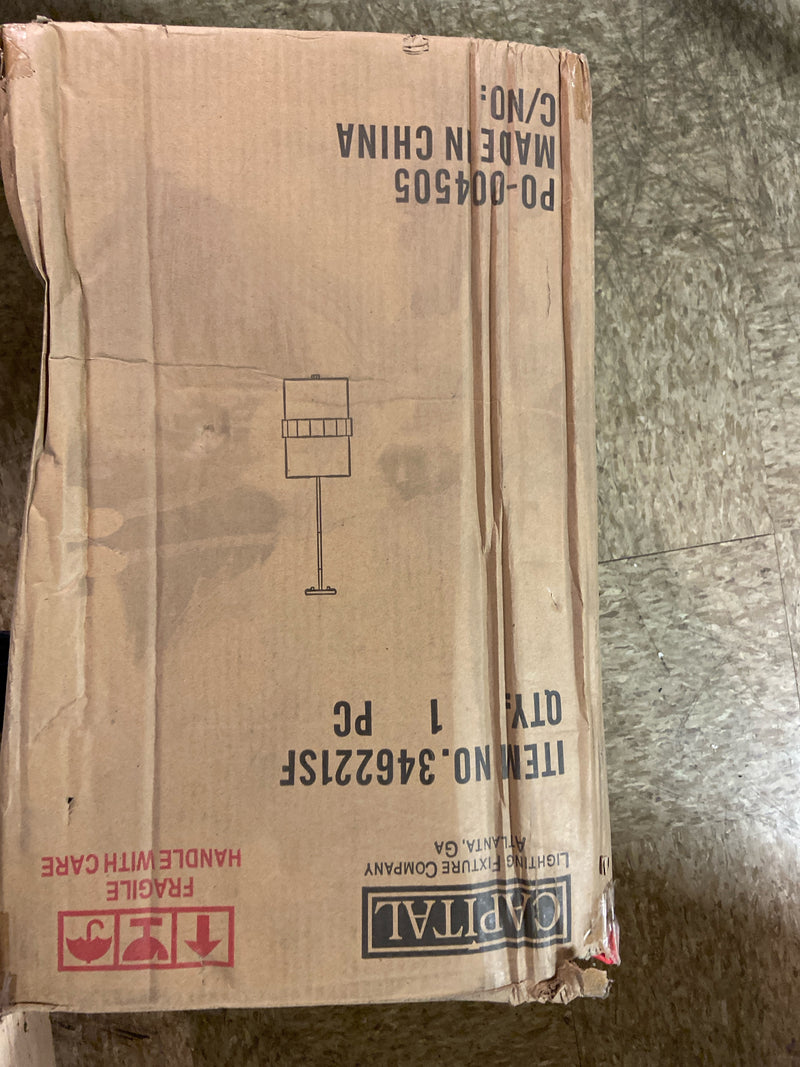 CAPITAL
LIGHTING FIXTURE COMPANY
ATLANTA, GA
FRAGILE
HANDLE WITH CARE
ITEM NO.346221SF
QTY: 1 PC
PO-004505
MADE IN CHINA
C/NO: